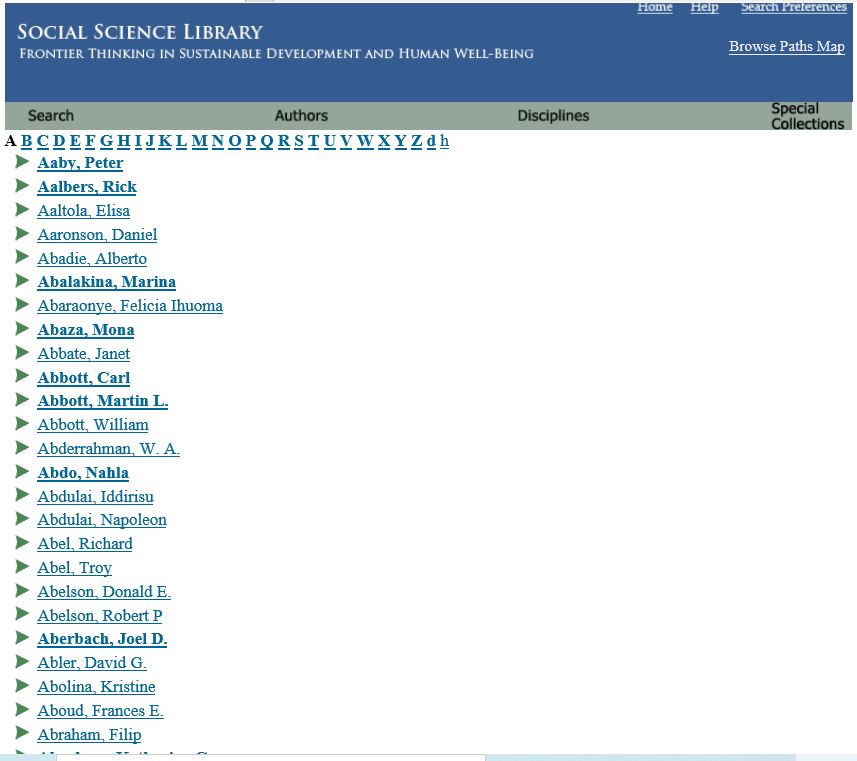 Home Help Search Preferences
SOCIAL SCIENCE LIBRARY
FRONTIER THINKING IN SUSTAINABLE DEVELOPMENT AND HUMAN WELL-BEING
Browse Paths Map
Search Authors Disciplines Special Collections
A B C D E F G H I J K L M N O P Q R S T U V W X Y Z d h
Aaby, Peter
Aalbers, Rick
Aaltola, Elisa
Aaronson, Daniel
Abadie, Alberto
Abalakina, Marina
Abaraonye, Felicia Ihuoma
Abaza, Mona
Abbate, Janet
Abbott, Carl
Abbott, Martin L.
Abbott, William
Abderrahman, W. A.
Abdo, Nahla
Abdulai, Iddirisu
Abdulai, Napoleon
Abel, Richard
Abel, Troy
Abelson, Donald E.
Abelson, Robert P
Aberbach, Joel D.
Abler, David G.
Abolina, Kristine
Aboud, Frances E.
Abraham, Filip